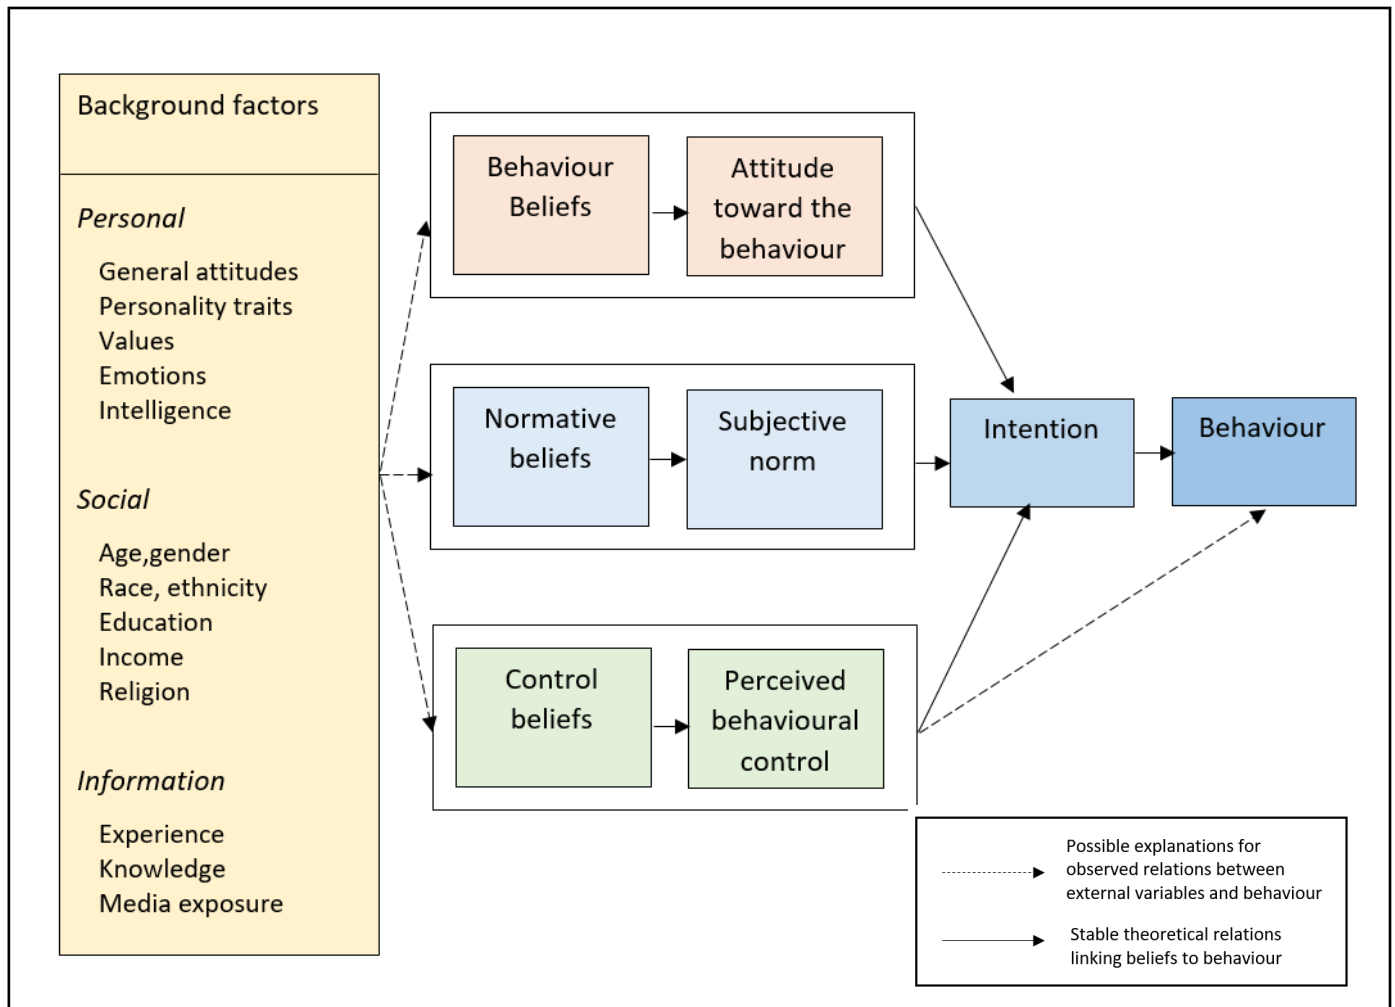 Background factors
Personal
General attitudes
Personality traits
Values
Emotions
Intelligence
Social
Age,gender
Race, ethnicity
Education
Income
Religion
Information
Experience
Knowledge
Media exposure
Behaviour
Beliefs
Attitude
toward the
behaviour
Normative
beliefs
Subjective
norm
Control
beliefs
Perceived
behavioural
control
Intention
Behaviour
Possible explanations for
observed relations between
external variables and behaviour
Stable theoretical relations
linking beliefs to behaviour